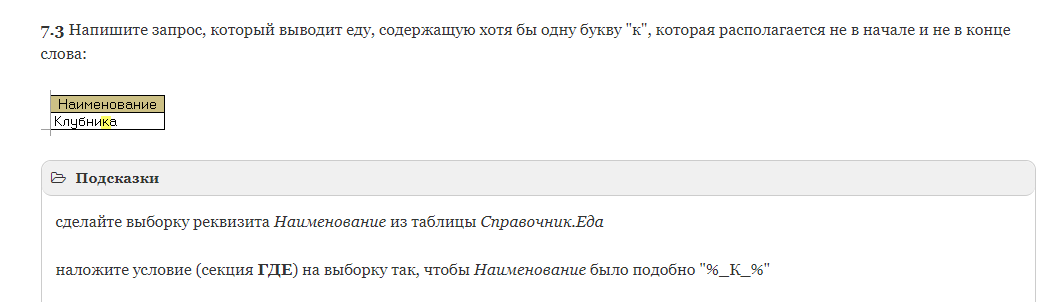 7.3 Напишите запрос, который выводит еду, содержащую хотя бы одну букву "к", которая располагается не в начале и не в конце
слова:
Наименование
Клубника
Подсказки
сделайте выборку реквизита Наименование из таблицы Справочник.Еда
наложите условие (секция ГДЕ) на выборку так, чтобы Наименование было подобно "%_К_%"